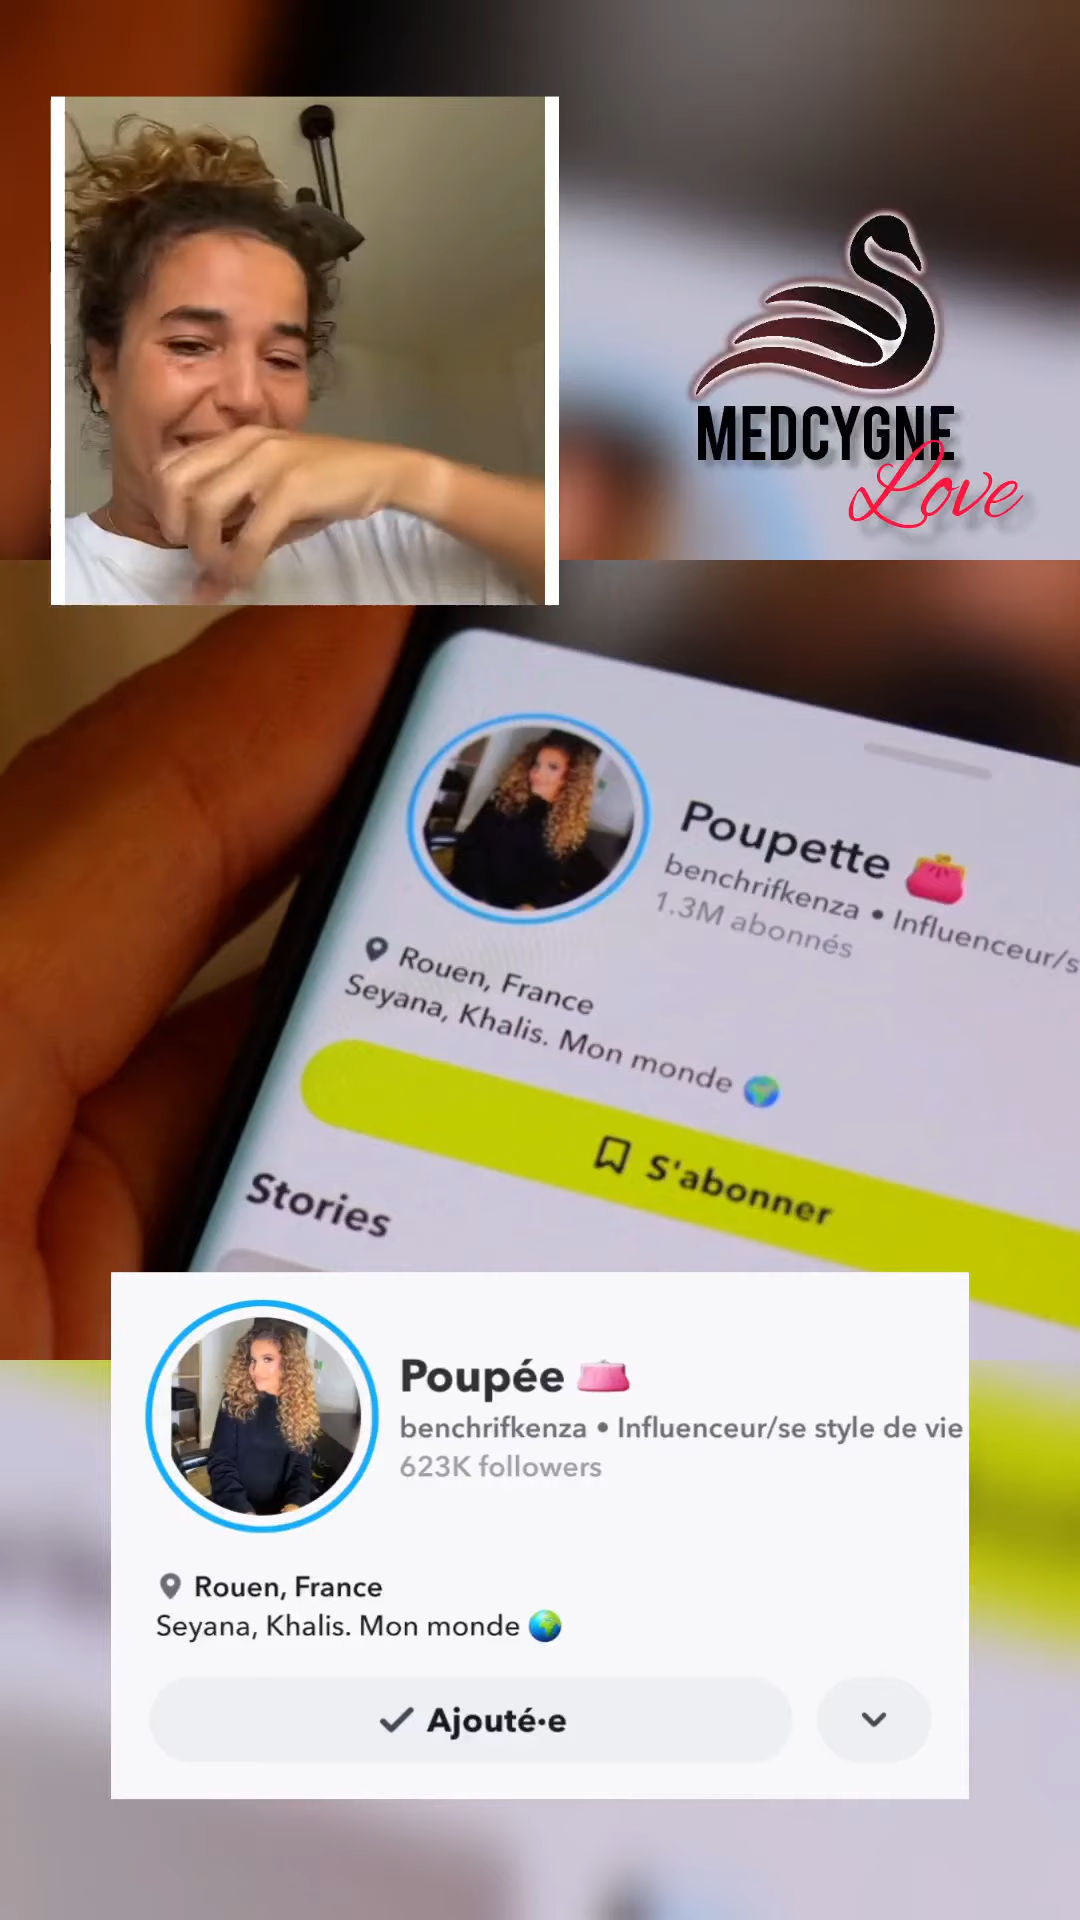 MEDCYGNE
Love
Poupette 👛
benchrifkenza • Influenceur/s
1.3M abonnés
Rouen, France
Seyana, Khalis. Mon monde 🌍
S'abonner
Stories
Poupée 👛
benchrifkenza • Influenceur/se style de vie
623K followers
Rouen, France
Seyana, Khalis. Mon monde 🌍
Ajouté·e